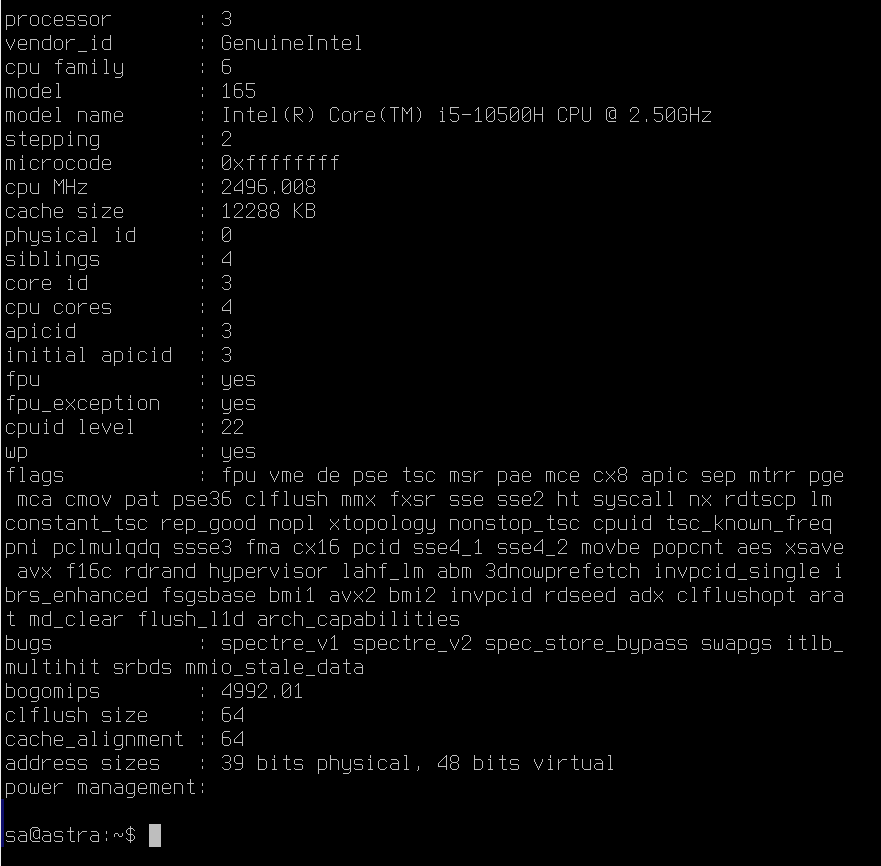 processor       : 3
vendor_id       : GenuineIntel
cpu family      : 6
model           : 165
model name      : Intel(R) Core(TM) i5-10500H CPU @ 2.50GHz
stepping        : 2
microcode       : 0xffffffff
cpu MHz         : 2496.008
cache size      : 12288 KB
physical id     : 0
siblings        : 4
core id         : 3
cpu cores       : 4
apicid          : 3
initial apicid  : 3
fpu             : yes
fpu_exception   : yes
cpuid level     : 22
wp              : yes
flags           : fpu vme de pse tsc msr pae mce cx8 apic sep mtrr pge
 mca cmov pat pse36 clflush mmx fxsr sse sse2 ht syscall nx rdtscp lm
constant_tsc rep_good nopl xtopology nonstop_tsc cpuid tsc_known_freq
pni pclmulqdq ssse3 fma cx16 pcid sse4_1 sse4_2 movbe popcnt aes xsave
 avx f16c rdrand hypervisor lahf_lm abm 3dnowprefetch invpcid_single i
brs_enhanced fsgsbase bmi1 avx2 bmi2 invpcid rdseed adx clflushopt ara
t md_clear flush_l1d arch_capabilities
bugs            : spectre_v1 spectre_v2 spec_store_bypass swapgs itlb_
multihit srbds mmio_stale_data
bogomips        : 4992.01
clflush size    : 64
cache_alignment : 64
address sizes   : 39 bits physical, 48 bits virtual
power management:
sa@astra:~$